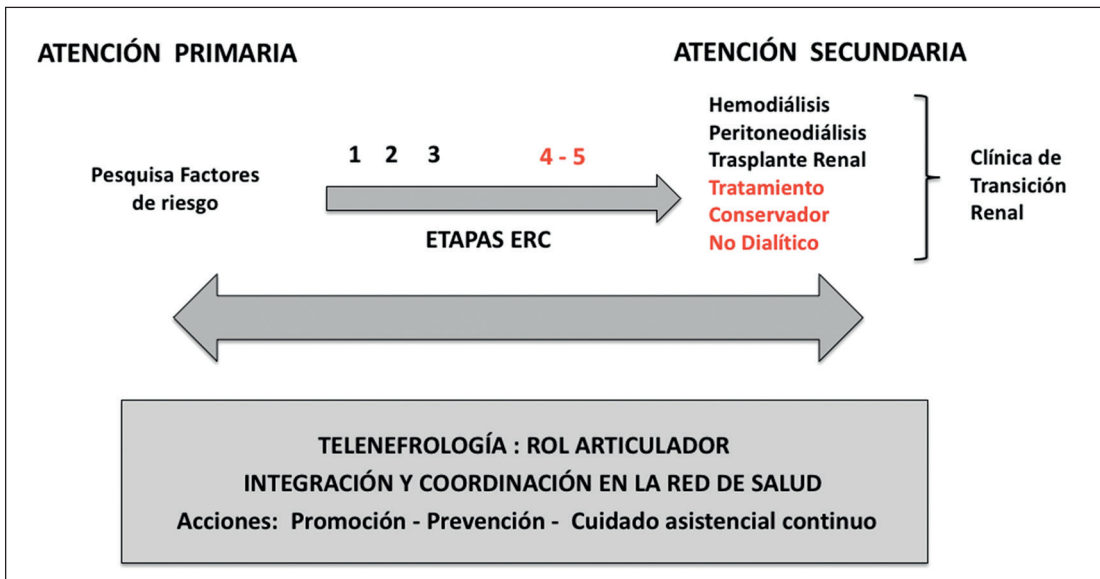 ATENCIÓN PRIMARIA
ATENCIÓN SECUNDARIA
Pesquisa Factores
de riesgo
1 2 3 4 - 5
ETAPAS ERC
Hemodiálisis
Peritoneodiálisis
Trasplante Renal
Tratamiento
Conservador
No Dialítico
Clínica de
Transición
Renal
TELENEFROLOGÍA : ROL ARTICULADOR
INTEGRACIÓN Y COORDINACIÓN EN LA RED DE SALUD
Acciones: Promoción - Prevención - Cuidado asistencial continuo